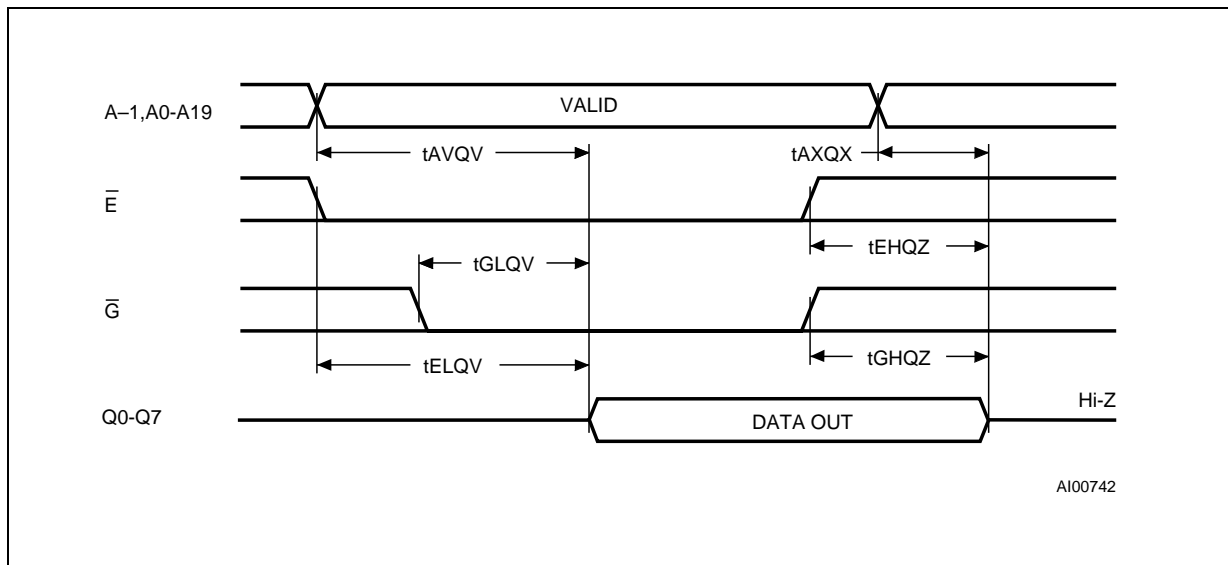 A–1,A0-A19
VALID
tAVQV
tAXQX
E̅
tEHQZ
tGLQV
G̅
tGHQZ
tELQV
Hi-Z
Q0-Q7
DATA OUT
AI00742